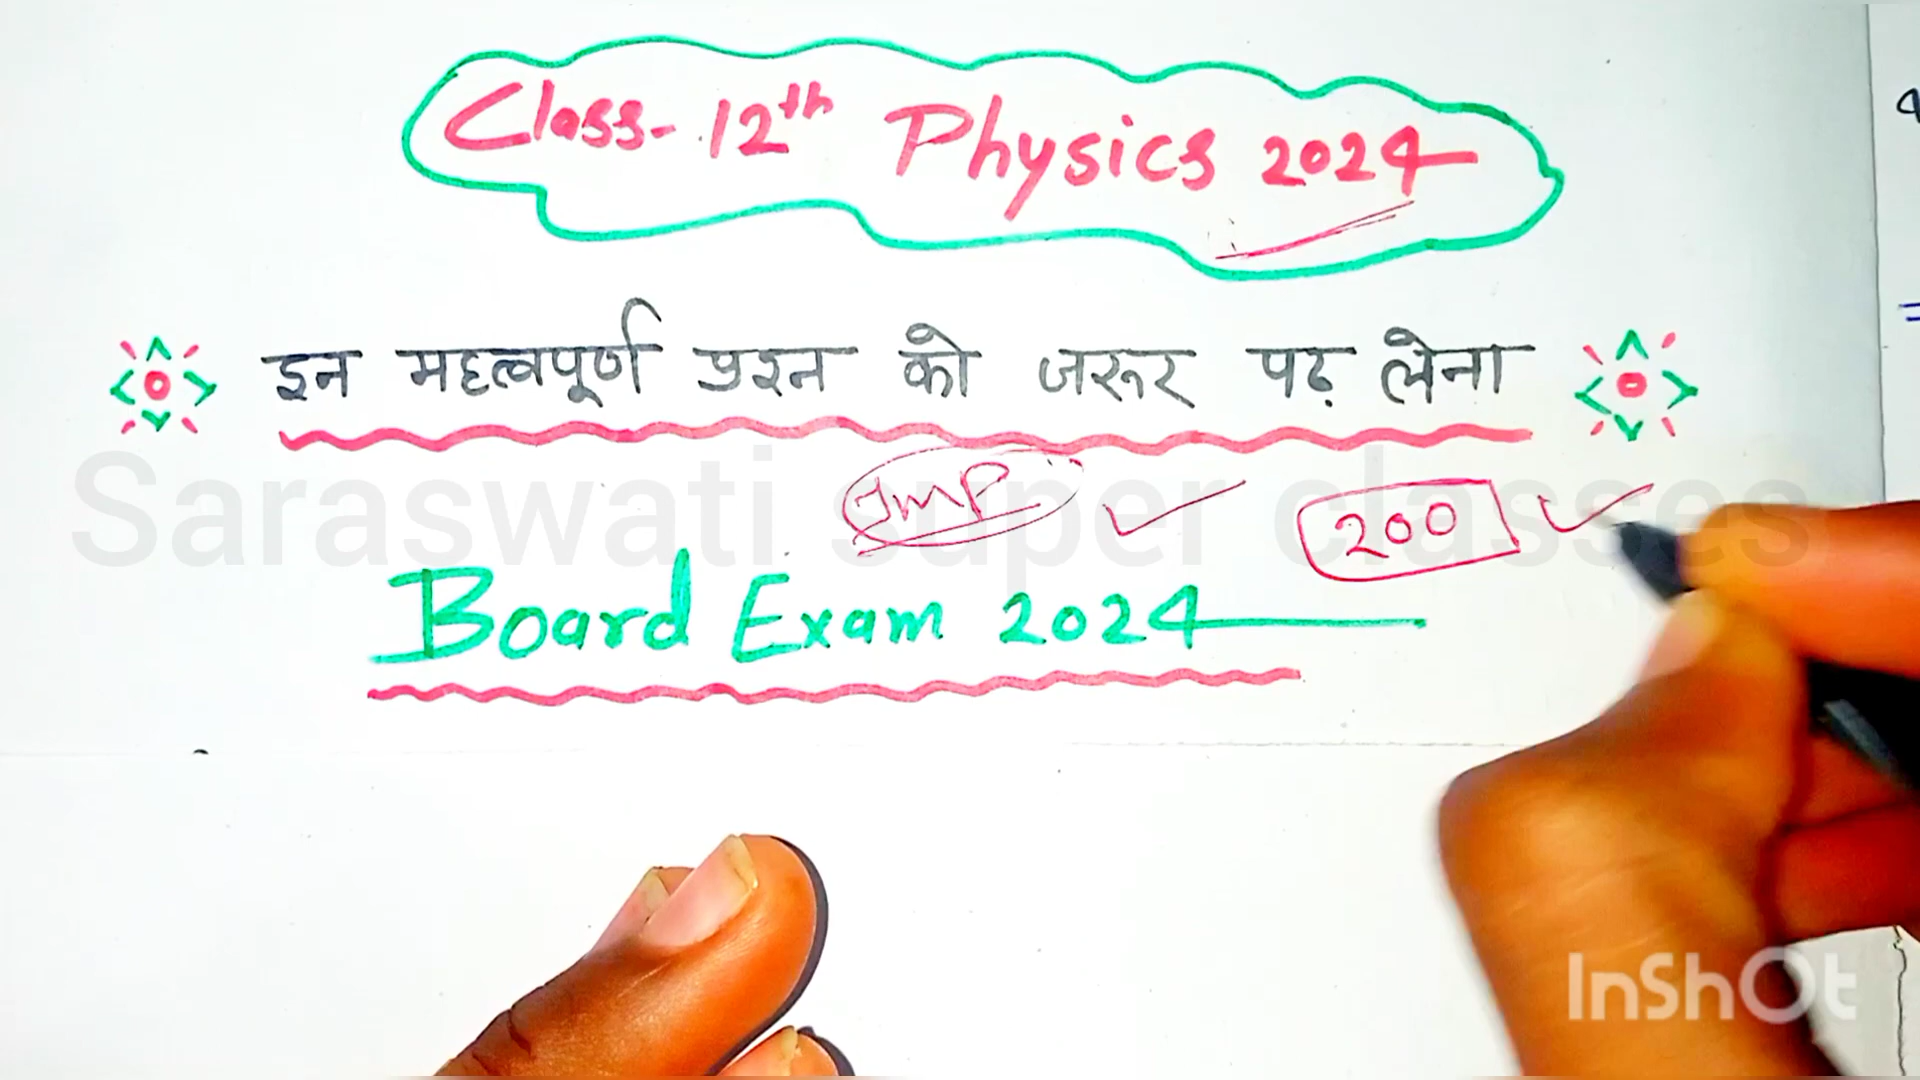 Class- 12th Physics 2024
इन महत्वपूर्ण प्रश्न को जरूर पढ़ लेना
Saraswati super classes
Imp 200
Board Exam 2024
InShOt